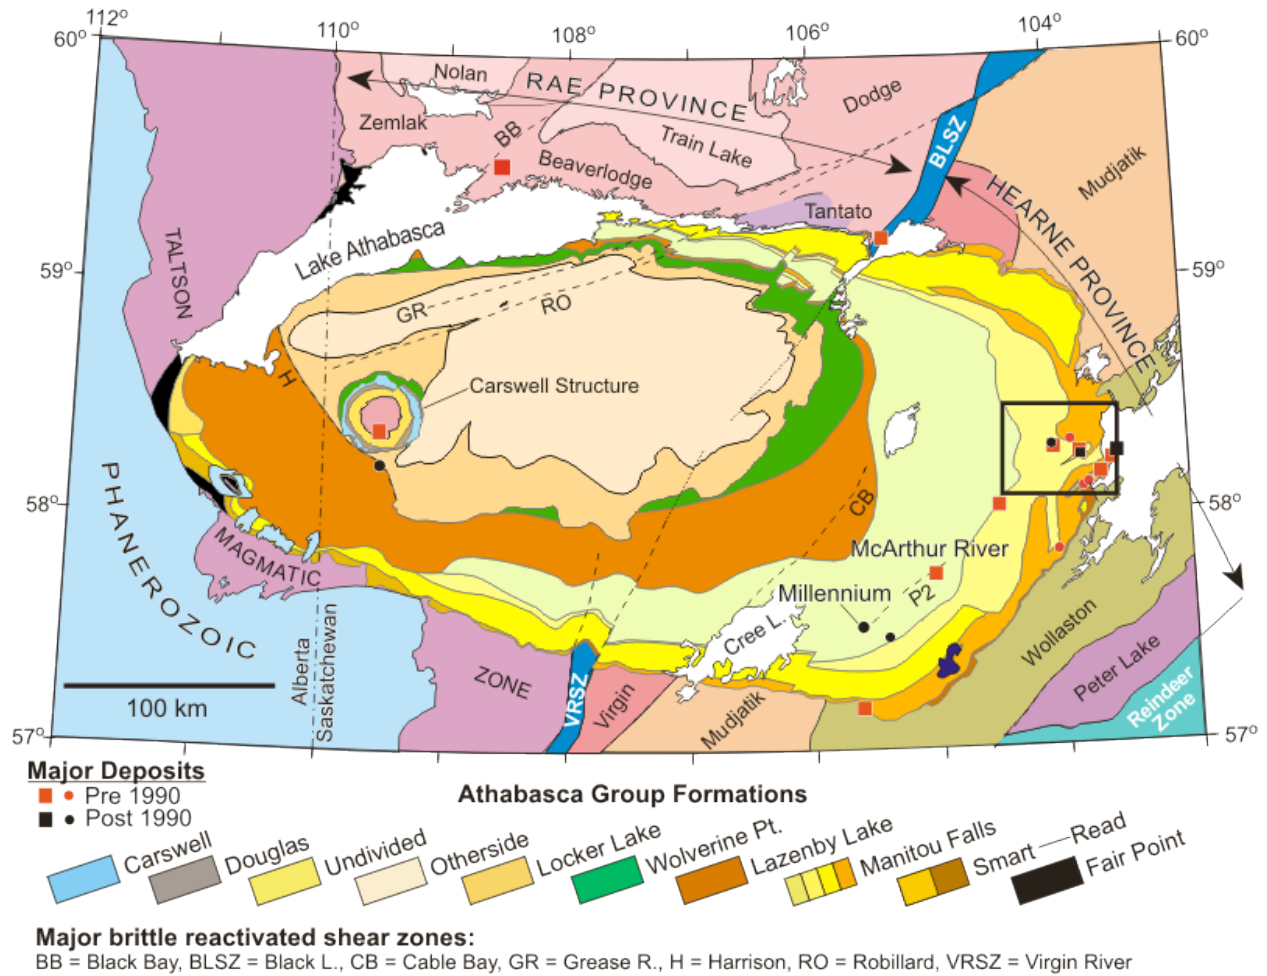 112°
110°
108°
106°
104°
60°
60°
Nolan
RAE PROVINCE
Dodge
Zemlak
BB
Train Lake
BLSZ
Mudjatik
Beaverlodge
HEARNE PROVINCE
Tantato
TALTSON
Lake Athabasca
59°
59°
GR
RO
H
Carswell Structure
PHANEROZOIC
58°
58°
CB
MAGMATIC
McArthur River
Millennium
P2
Cree L.
Wollaston
Alberta
Saskatchewan
ZONE
VRSZ
Virgin
Mudjatik
Peter Lake
Reindeer
Zone
100 km
57°
57°
Major Deposits
Pre 1990
Post 1990
Athabasca Group Formations
Carswell
Douglas
Undivided
Otherside
Locker Lake
Wolverine Pt.
Lazenby Lake
Manitou Falls
Smart — Read
Fair Point
Major brittle reactivated shear zones:
BB = Black Bay, BLSZ = Black L., CB = Cable Bay, GR = Grease R., H = Harrison, RO = Robillard, VRSZ = Virgin River